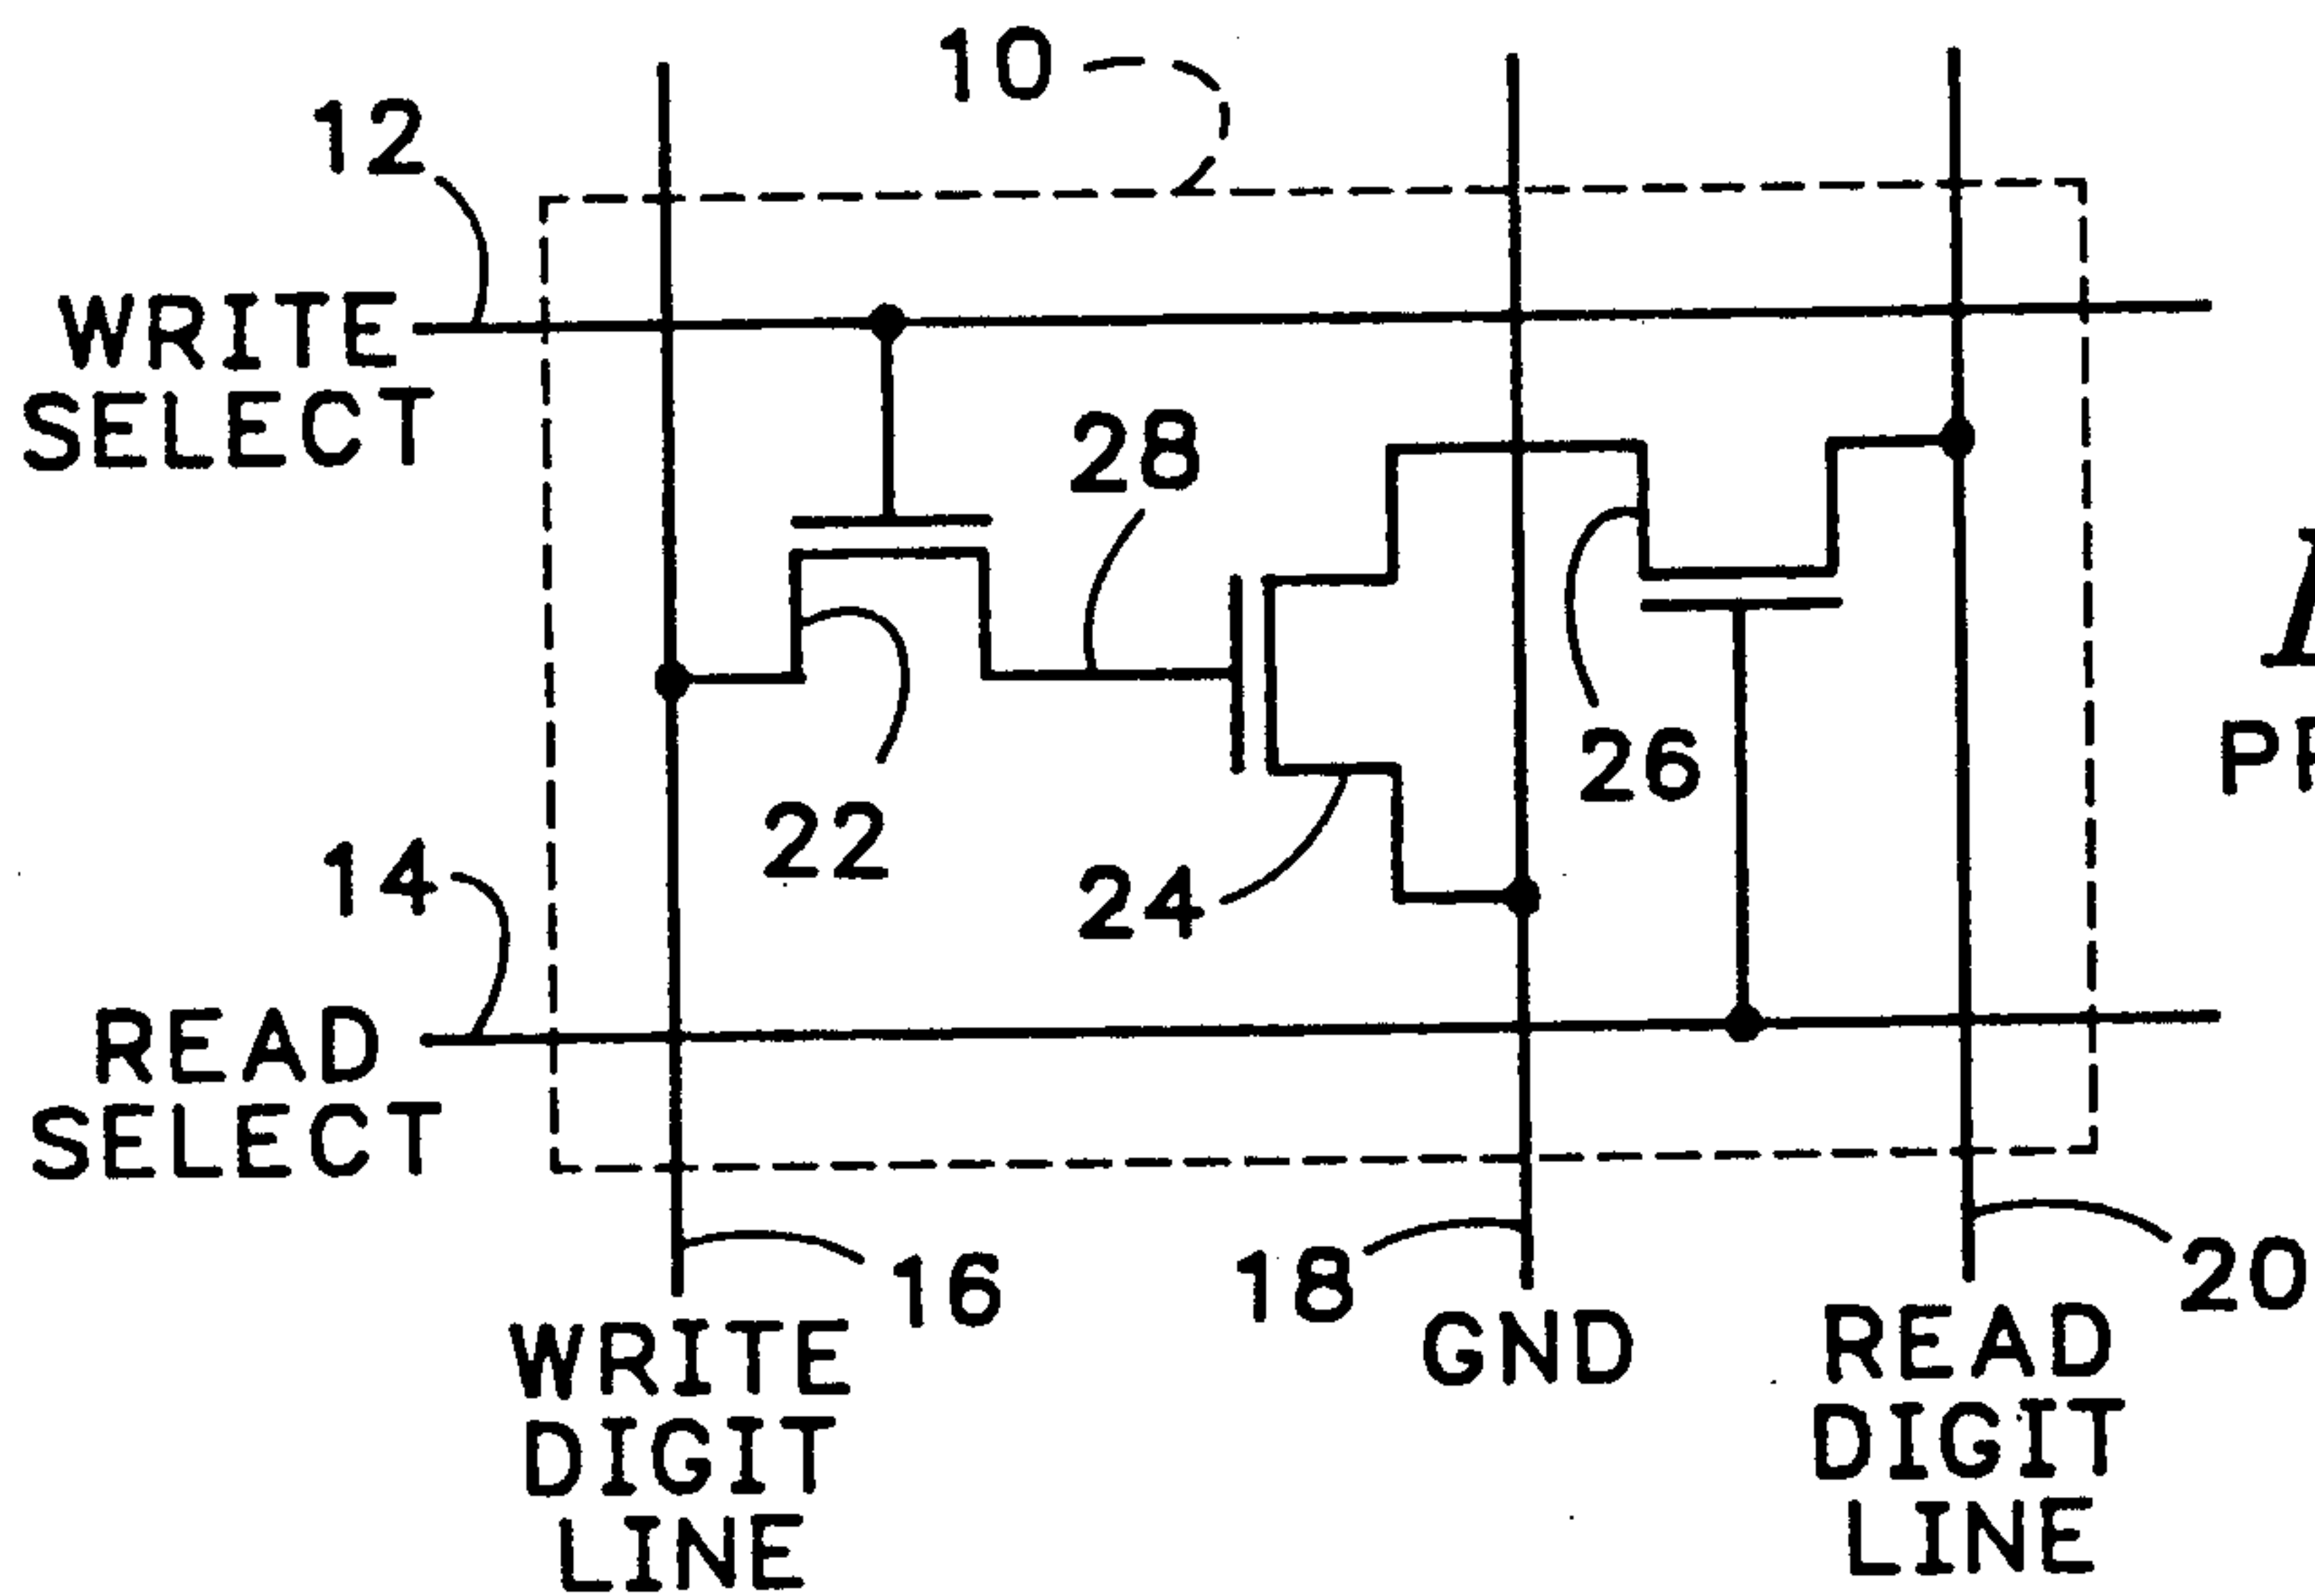 10
12
WRITE
SELECT
28
26
22
24
14
READ
SELECT
16
18
20
WRITE
DIGIT
LINE
GND
READ
DIGIT
LINE